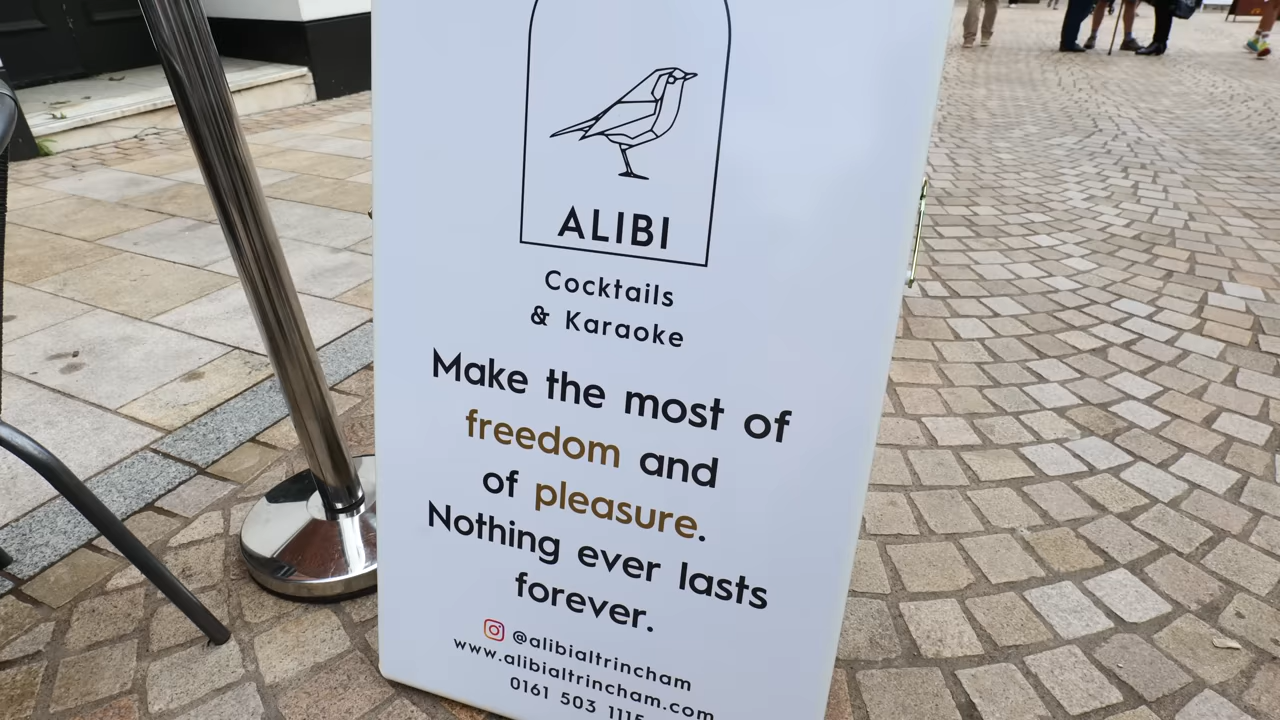 ALIBI
Cocktails
& Karaoke
Make the most of
freedom and
of pleasure.
Nothing ever lasts
forever.
@alibialtrincham
www.alibialtrincham.com
0161 503 1115